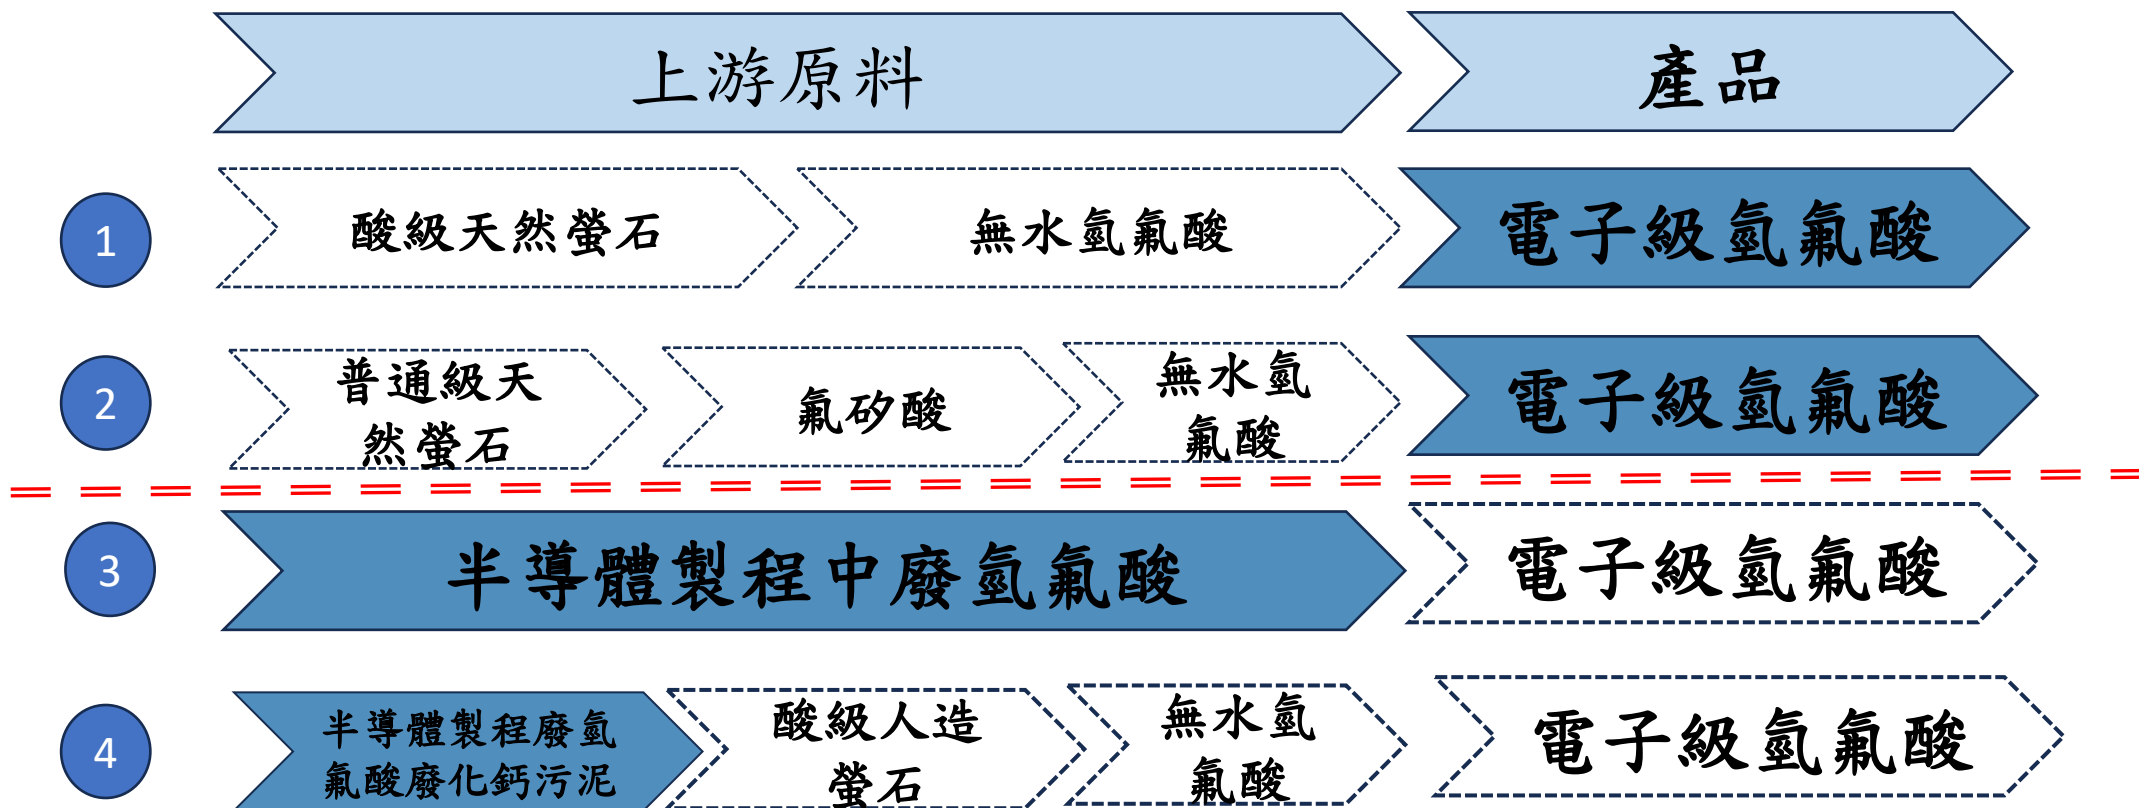 上游原料
產品
1
酸級天然螢石
無水氫氟酸
電子級氫氟酸
2
普通級天
然螢石
氟矽酸
無水氫
氟酸
電子級氫氟酸
3
半導體製程中廢氫氟酸
電子級氫氟酸
4
半導體製程廢氫
氟酸廢化鈣污泥
酸級人造
螢石
無水氫
氟酸
電子級氫氟酸